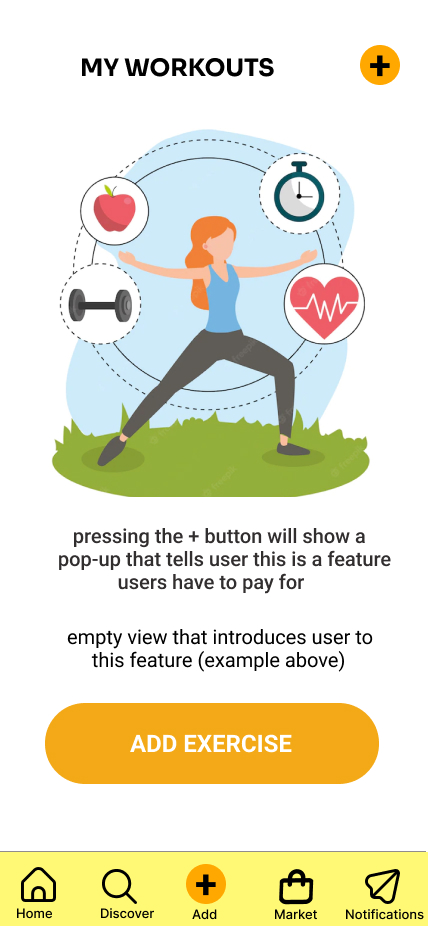 MY WORKOUTS
pressing the + button will show a
pop-up that tells user this is a feature
users have to pay for
empty view that introduces user to
this feature (example above)
ADD EXERCISE
Home
Discover
Add
Market
Notifications